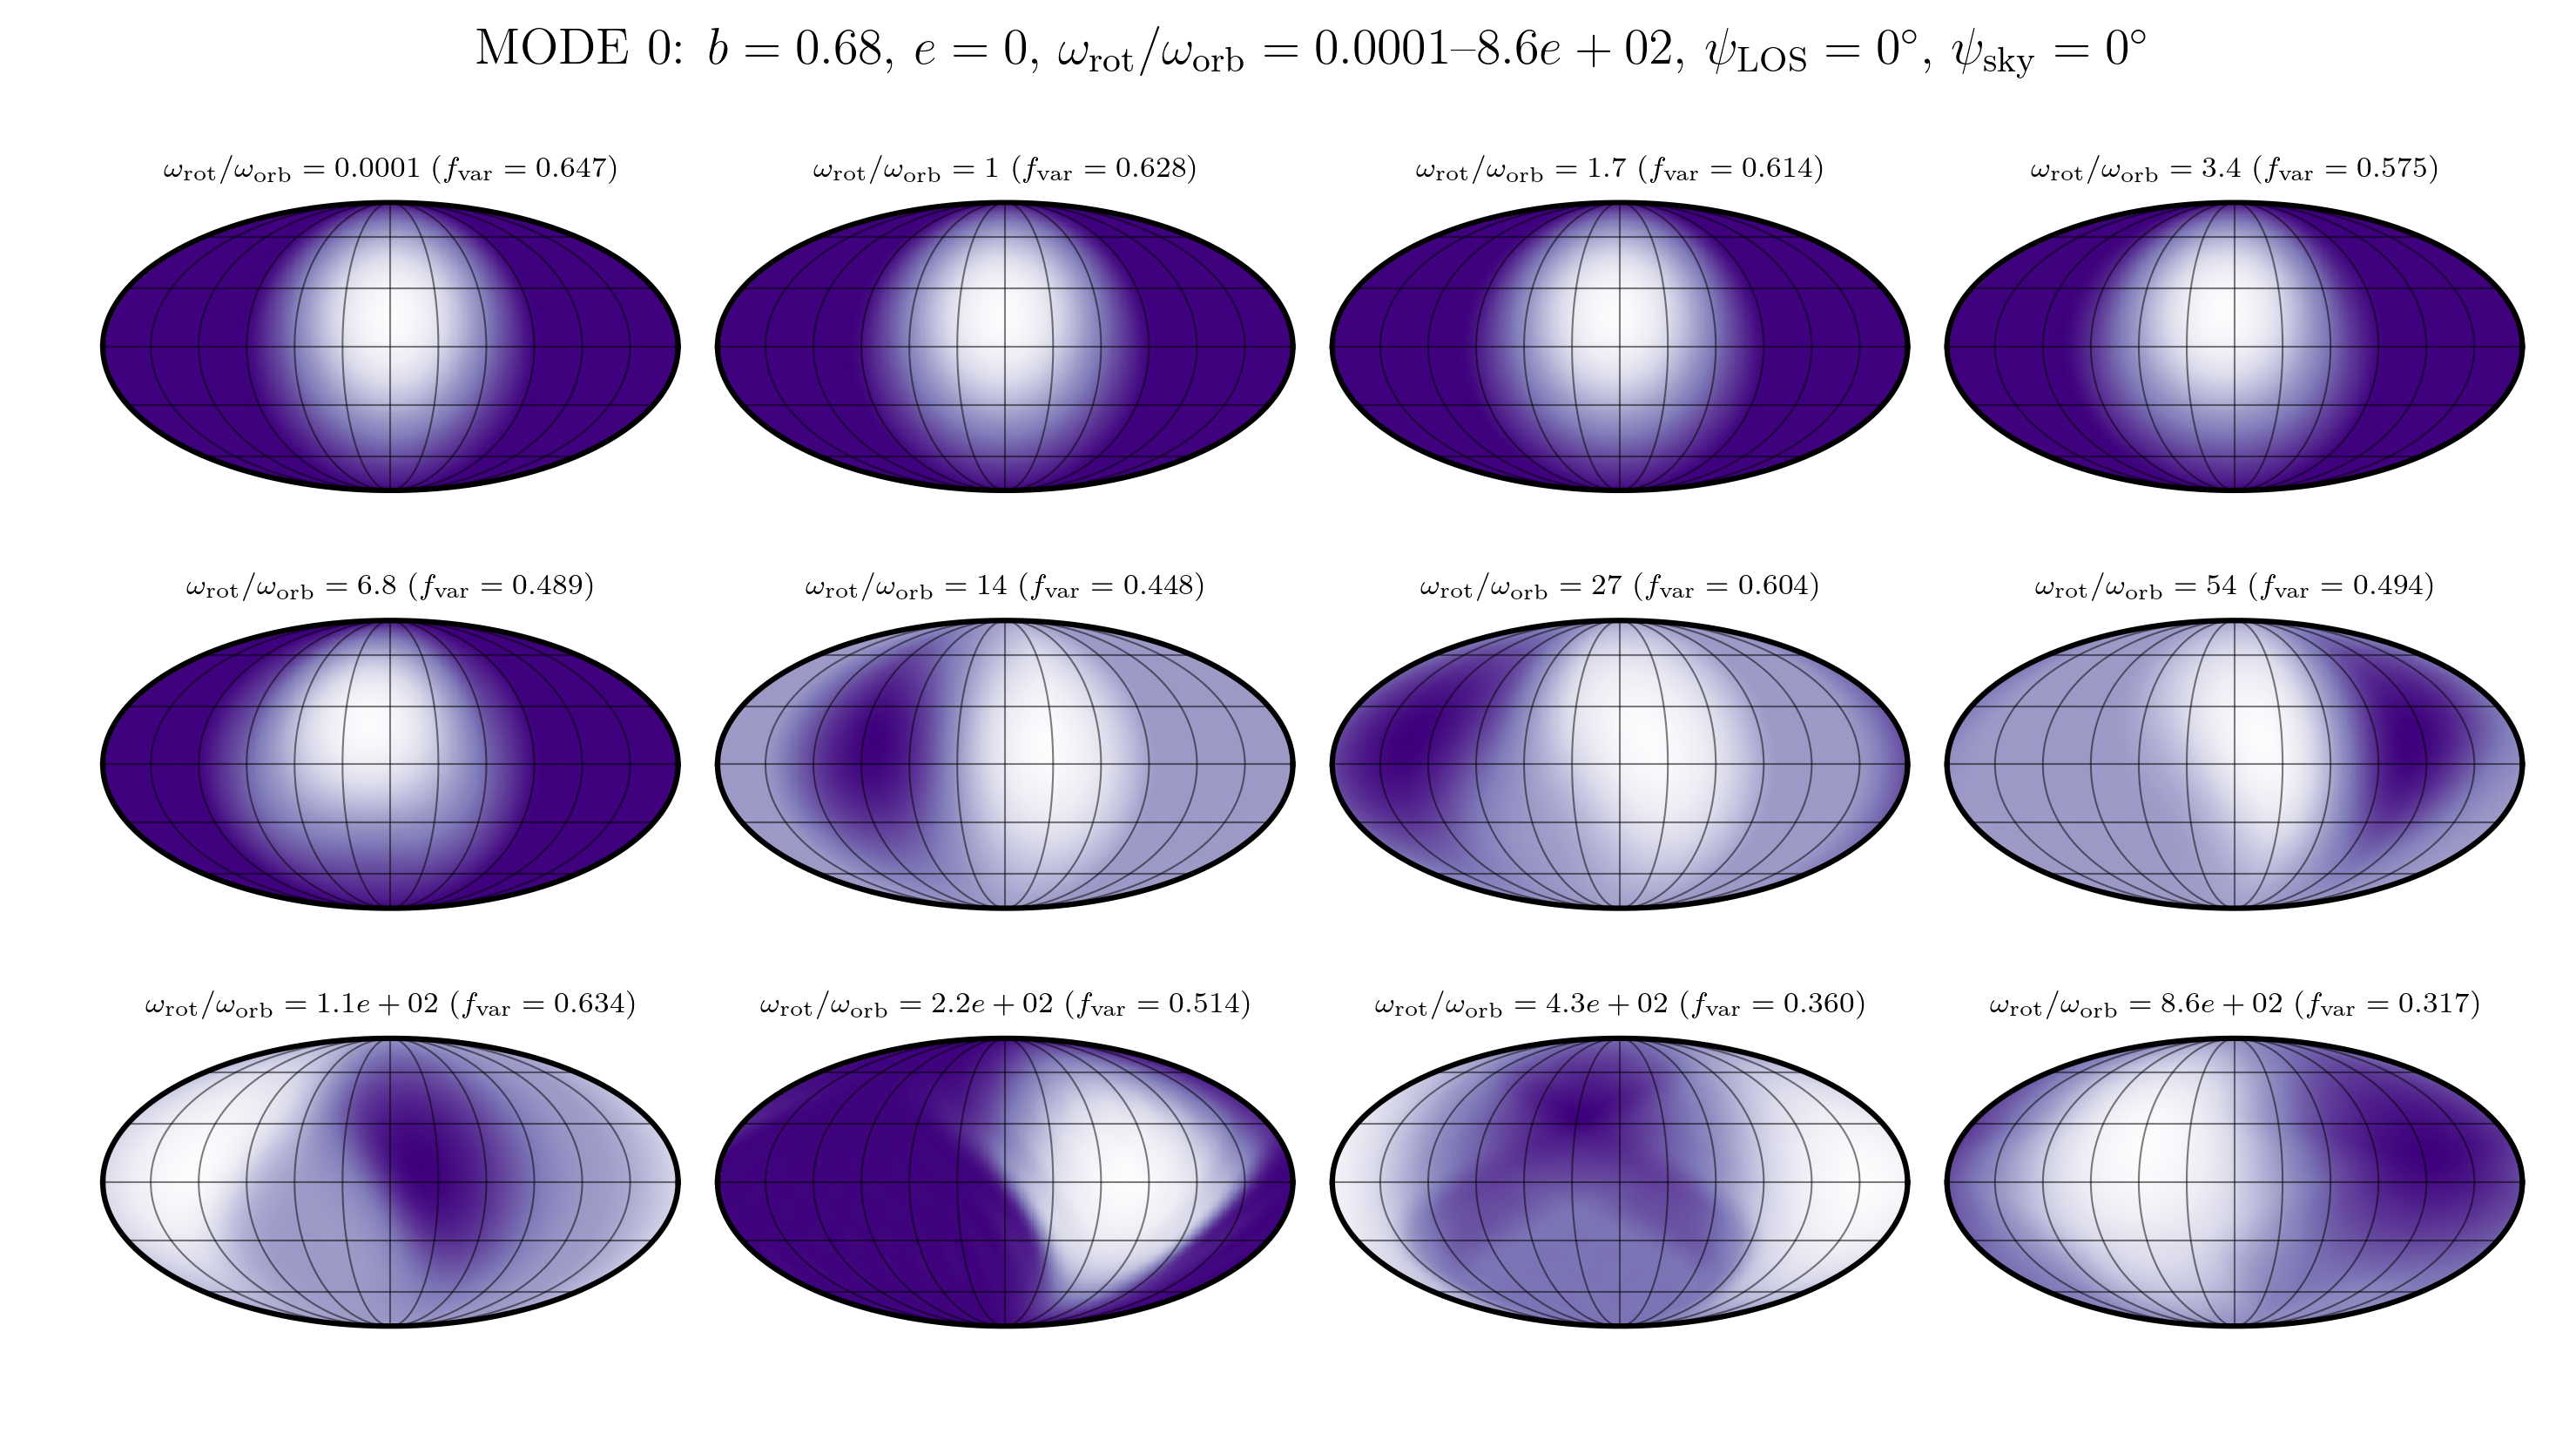 MODE 0: b = 0.68, e = 0, ω_rot/ω_orb = 0.0001–8.6e + 02, ψ_LOS = 0°, ψ_sky = 0°
ω_rot/ω_orb = 0.0001 (f_var = 0.647)
ω_rot/ω_orb = 1 (f_var = 0.628)
ω_rot/ω_orb = 1.7 (f_var = 0.614)
ω_rot/ω_orb = 3.4 (f_var = 0.575)
ω_rot/ω_orb = 6.8 (f_var = 0.489)
ω_rot/ω_orb = 14 (f_var = 0.448)
ω_rot/ω_orb = 27 (f_var = 0.604)
ω_rot/ω_orb = 54 (f_var = 0.494)
ω_rot/ω_orb = 1.1e + 02 (f_var = 0.634)
ω_rot/ω_orb = 2.2e + 02 (f_var = 0.514)
ω_rot/ω_orb = 4.3e + 02 (f_var = 0.360)
ω_rot/ω_orb = 8.6e + 02 (f_var = 0.317)